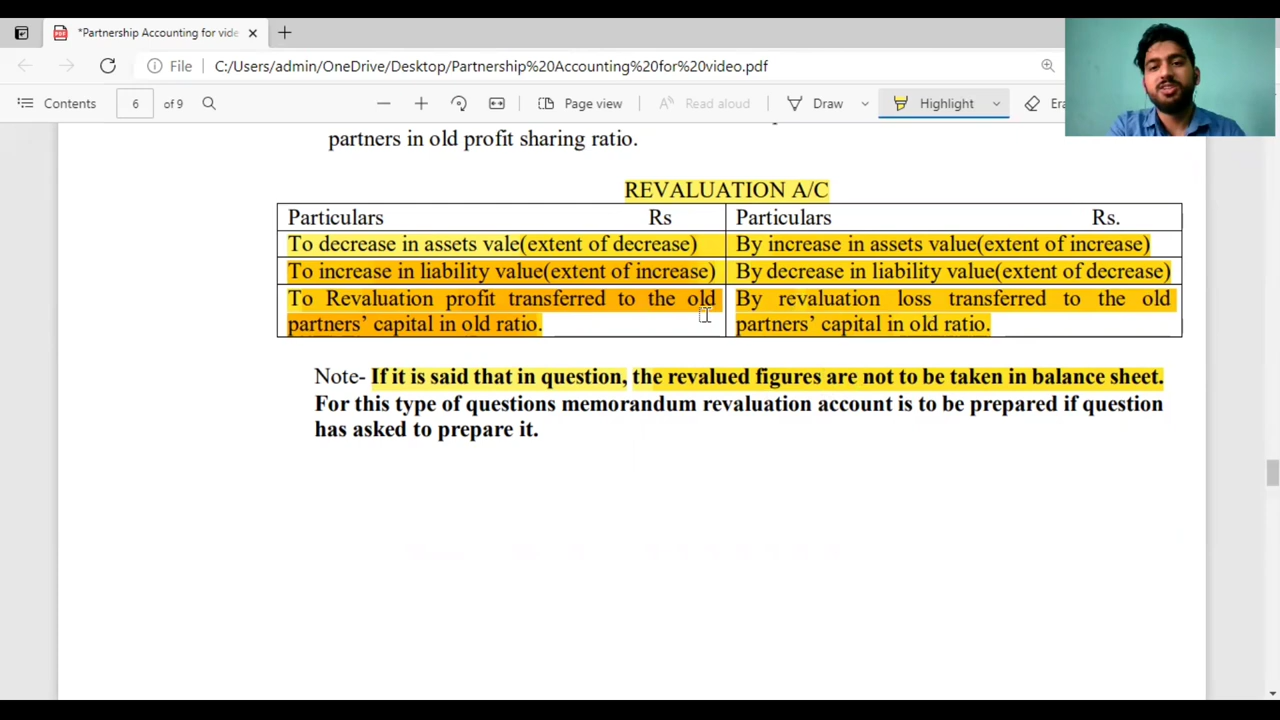 *Partnership Accounting for vide
File
C:/Users/admin/OneDrive/Desktop/Partnership%20Accounting%20for%20video.pdf
Contents
6
of 9
Page view
Read aloud
Draw
Highlight
partners in old profit sharing ratio.
REVALUATION A/C
Particulars Rs Particulars Rs.
To decrease in assets vale(extent of decrease) By increase in assets value(extent of increase)
To increase in liability value(extent of increase) By decrease in liability value(extent of decrease)
To Revaluation profit transferred to the old
partners’ capital in old ratio.
By revaluation loss transferred to the old
partners’ capital in old ratio.
Note- If it is said that in question, the revalued figures are not to be taken in balance sheet.
For this type of questions memorandum revaluation account is to be prepared if question
has asked to prepare it.